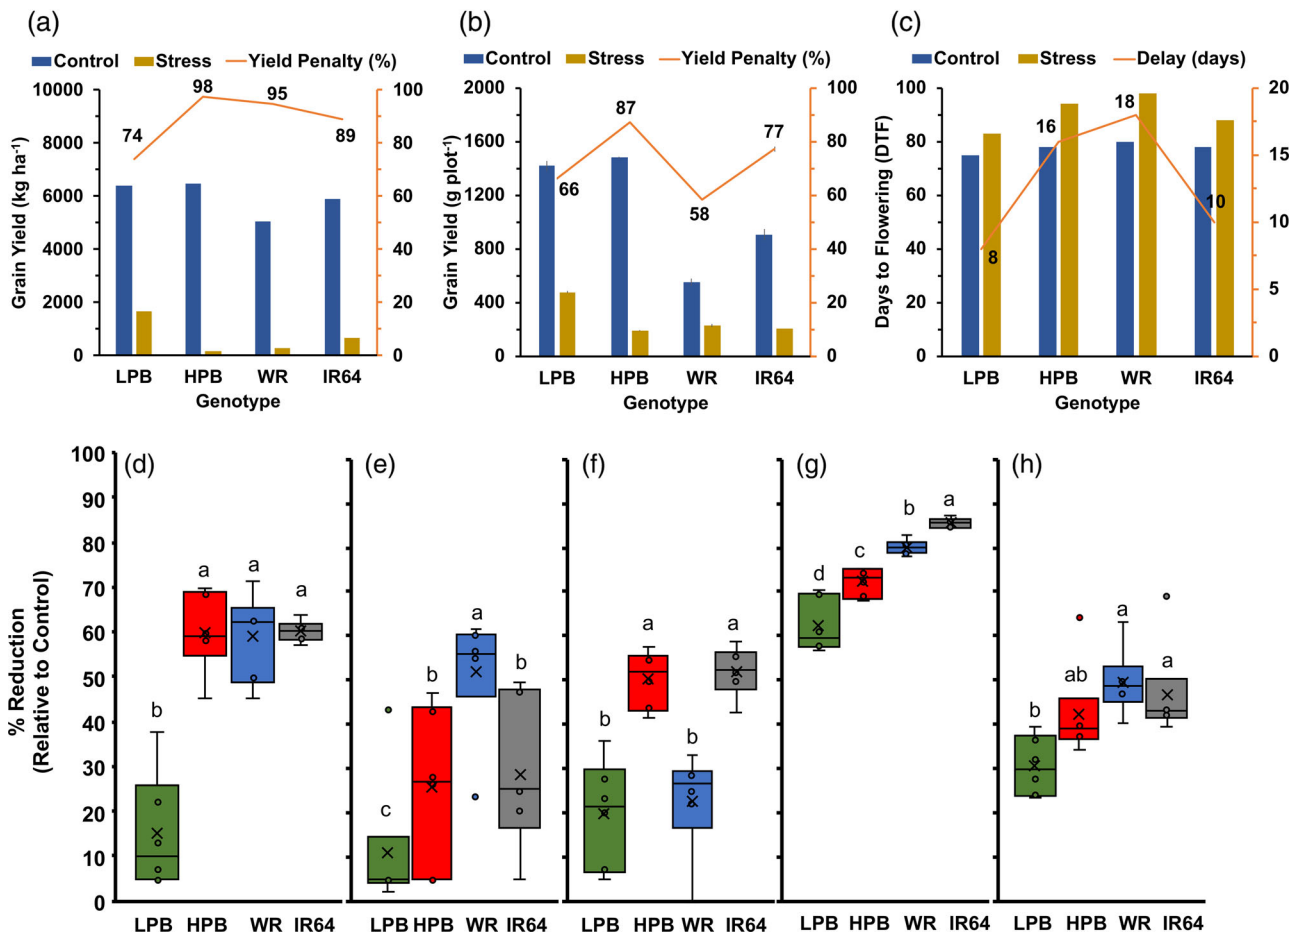 (a)
Control Stress Yield Penalty (%)
Grain Yield (kg ha⁻¹)
10000
8000
6000
4000
2000
0
100
80
60
40
20
0
74
98
95
89
LPB HPB WR IR64
Genotype
(b)
Control Stress Yield Penalty (%)
Grain Yield (g plot⁻¹)
2000
1600
1200
800
400
0
100
80
60
40
20
0
66
87
58
77
LPB HPB WR IR64
Genotype
(c)
Control Stress Delay (days)
Days to Flowering (DTF)
100
80
60
40
20
0
20
15
10
5
0
8
16
18
10
LPB HPB WR IR64
Genotype
% Reduction
(Relative to Control)
100
90
80
70
60
50
40
30
20
10
0
(d)
b
a
a
a
LPB HPB WR IR64
(e)
c
b
a
b
LPB HPB WR IR64
(f)
b
a
b
a
LPB HPB WR IR64
(g)
d
c
b
a
LPB HPB WR IR64
(h)
b
ab
a
a
LPB HPB WR IR64